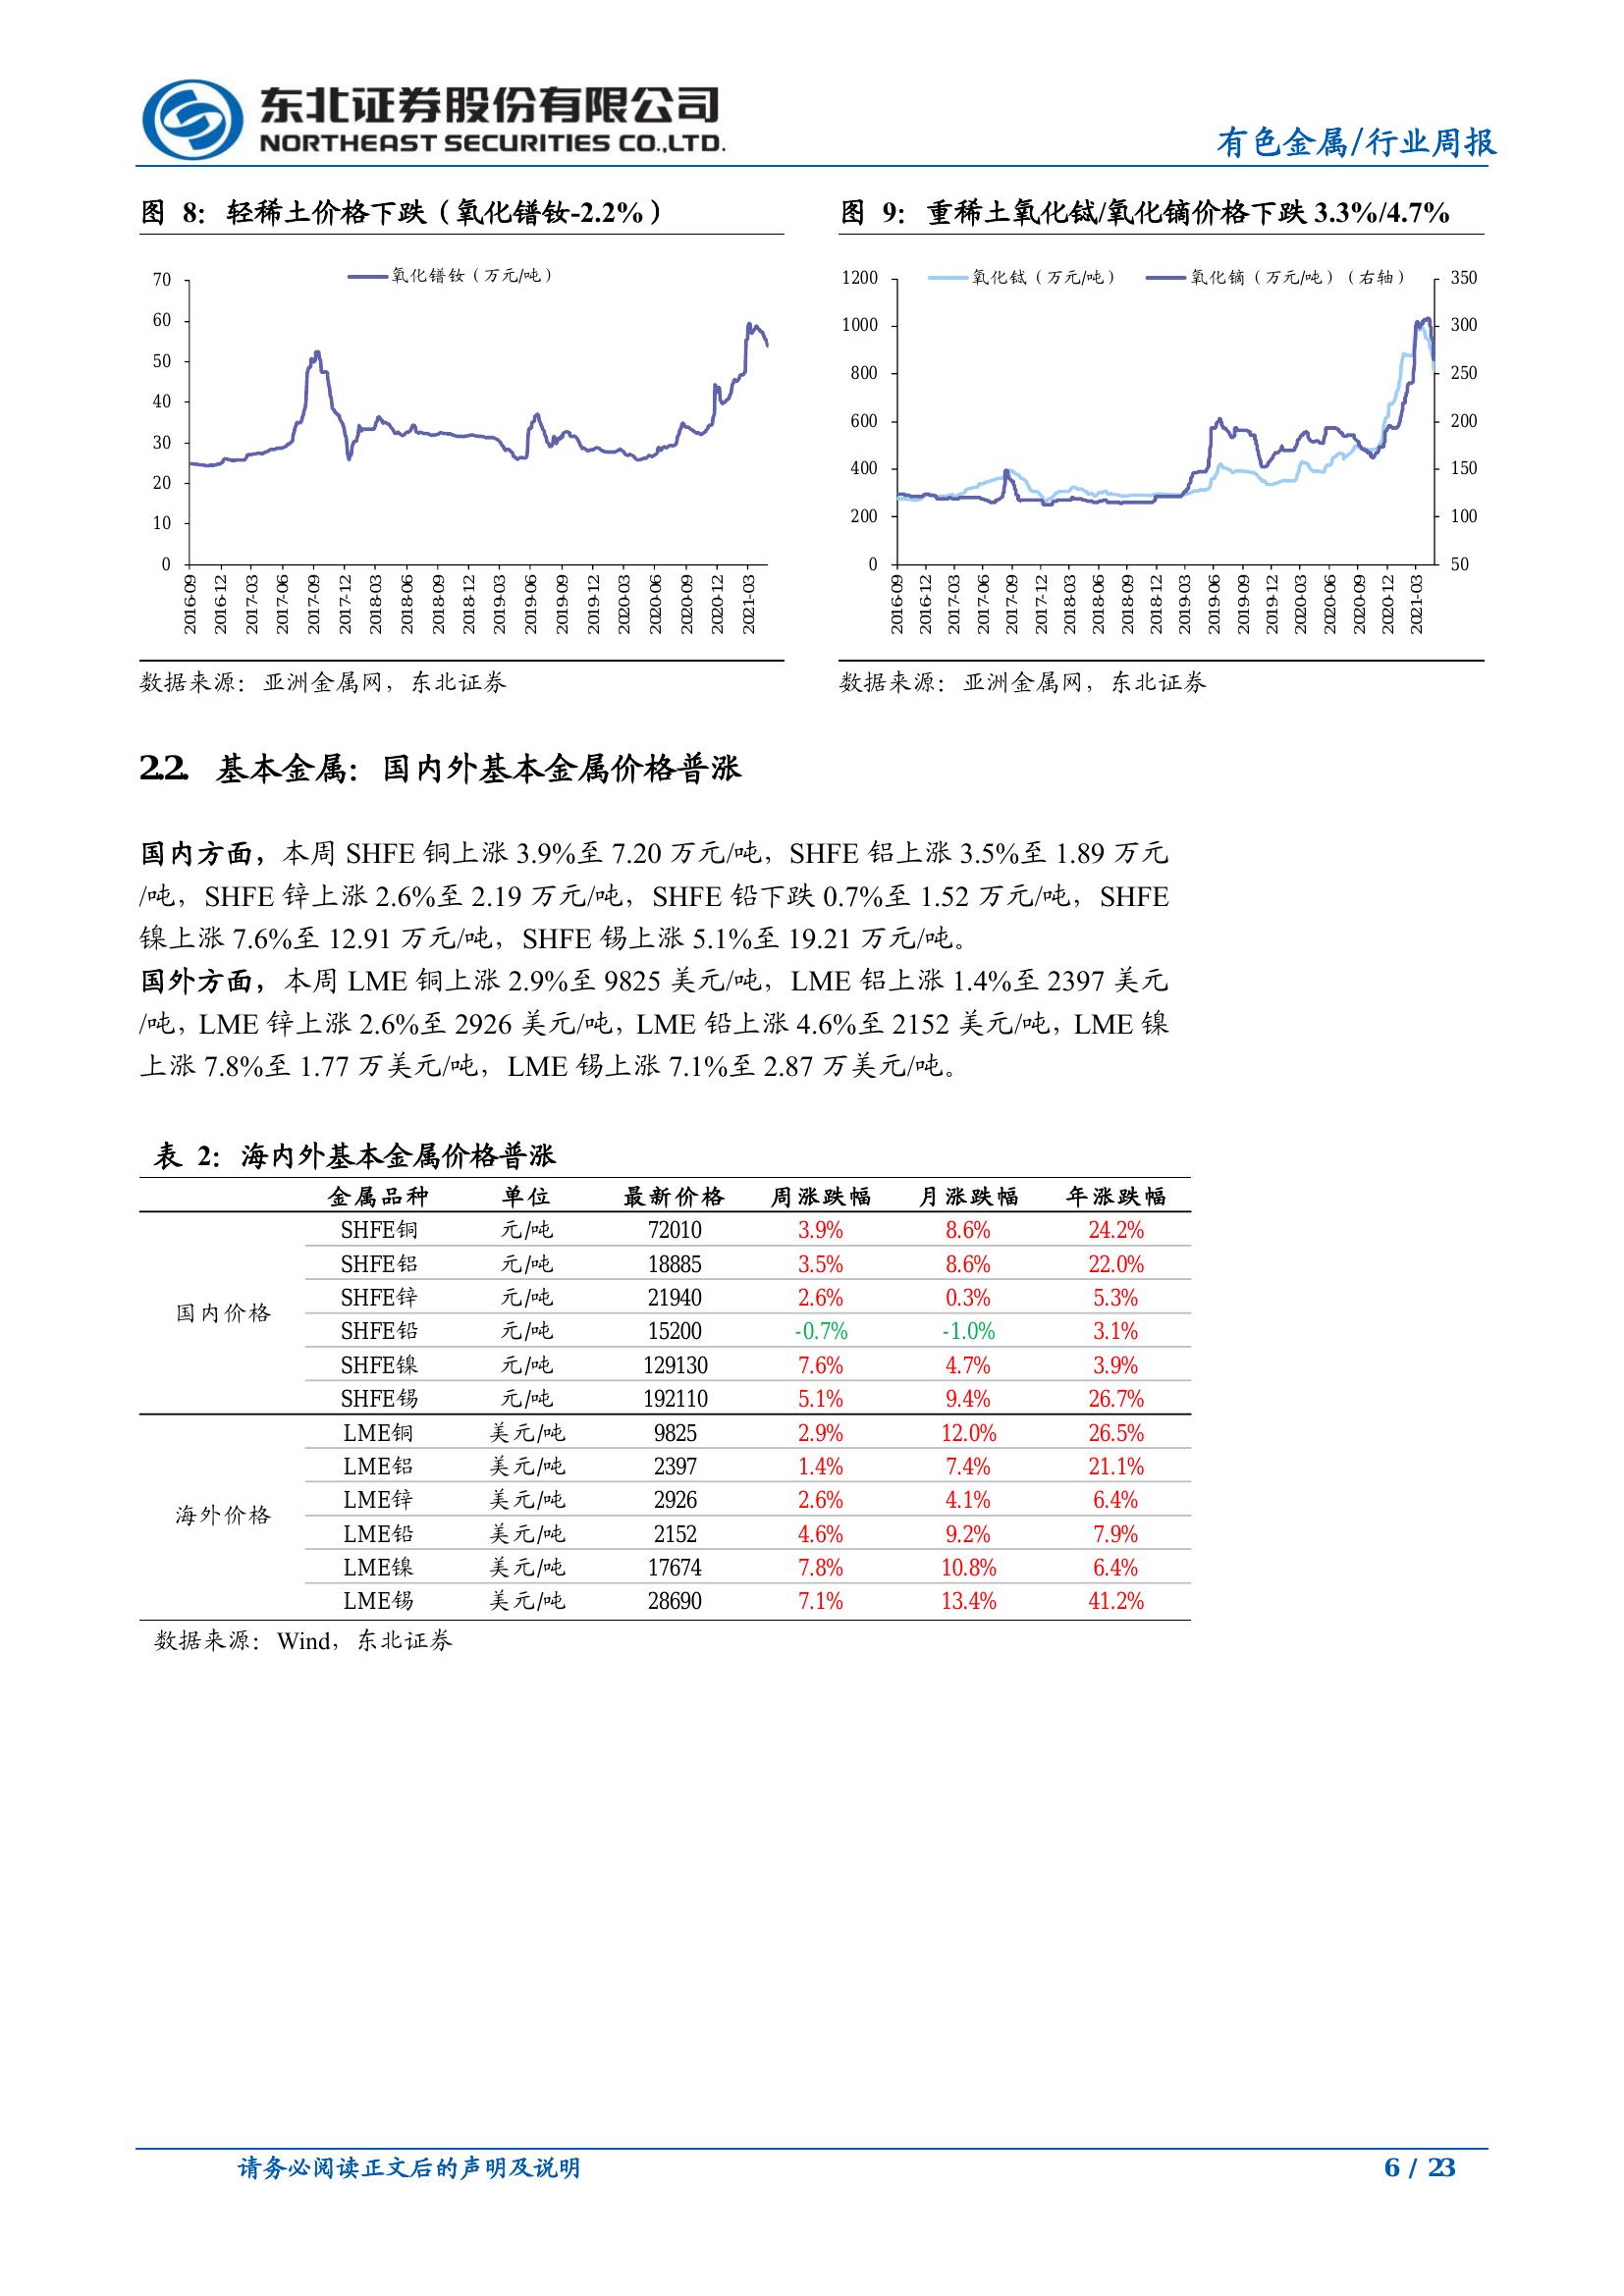 东北证券股份有限公司
NORTHEAST SECURITIES CO.,LTD.
有色金属/行业周报
图 8：轻稀土价格下跌（氧化镨钕-2.2%）
氧化镨钕（万元/吨）
70
60
50
40
30
20
10
0
2016-09 2016-12 2017-03 2017-06 2017-09 2017-12 2018-03 2018-06 2018-09 2018-12 2019-03 2019-06 2019-09 2019-12 2020-03 2020-06 2020-09 2020-12 2021-03
数据来源：亚洲金属网，东北证券
图 9：重稀土氧化铽/氧化镝价格下跌 3.3%/4.7%
氧化铽（万元/吨） 氧化镝（万元/吨）（右轴）
1200 350
1000 300
800 250
600 200
400 150
200 100
0 50
2016-09 2016-12 2017-03 2017-06 2017-09 2017-12 2018-03 2018-06 2018-09 2018-12 2019-03 2019-06 2019-09 2019-12 2020-03 2020-06 2020-09 2020-12 2021-03
数据来源：亚洲金属网，东北证券
2.2. 基本金属：国内外基本金属价格普涨
国内方面，本周 SHFE 铜上涨 3.9%至 7.20 万元/吨，SHFE 铝上涨 3.5%至 1.89 万元
/吨，SHFE 锌上涨 2.6%至 2.19 万元/吨，SHFE 铅下跌 0.7%至 1.52 万元/吨，SHFE
镍上涨 7.6%至 12.91 万元/吨，SHFE 锡上涨 5.1%至 19.21 万元/吨。
国外方面，本周 LME 铜上涨 2.9%至 9825 美元/吨，LME 铝上涨 1.4%至 2397 美元
/吨，LME 锌上涨 2.6%至 2926 美元/吨，LME 铅上涨 4.6%至 2152 美元/吨，LME 镍
上涨 7.8%至 1.77 万美元/吨，LME 锡上涨 7.1%至 2.87 万美元/吨。
表 2：海内外基本金属价格普涨
金属品种 单位 最新价格 周涨跌幅 月涨跌幅 年涨跌幅
国内价格
SHFE铜 元/吨 72010 3.9% 8.6% 24.2%
SHFE铝 元/吨 18885 3.5% 8.6% 22.0%
SHFE锌 元/吨 21940 2.6% 0.3% 5.3%
SHFE铅 元/吨 15200 -0.7% -1.0% 3.1%
SHFE镍 元/吨 129130 7.6% 4.7% 3.9%
SHFE锡 元/吨 192110 5.1% 9.4% 26.7%
海外价格
LME铜 美元/吨 9825 2.9% 12.0% 26.5%
LME铝 美元/吨 2397 1.4% 7.4% 21.1%
LME锌 美元/吨 2926 2.6% 4.1% 6.4%
LME铅 美元/吨 2152 4.6% 9.2% 7.9%
LME镍 美元/吨 17674 7.8% 10.8% 6.4%
LME锡 美元/吨 28690 7.1% 13.4% 41.2%
数据来源：Wind，东北证券
请务必阅读正文后的声明及说明
6 / 23